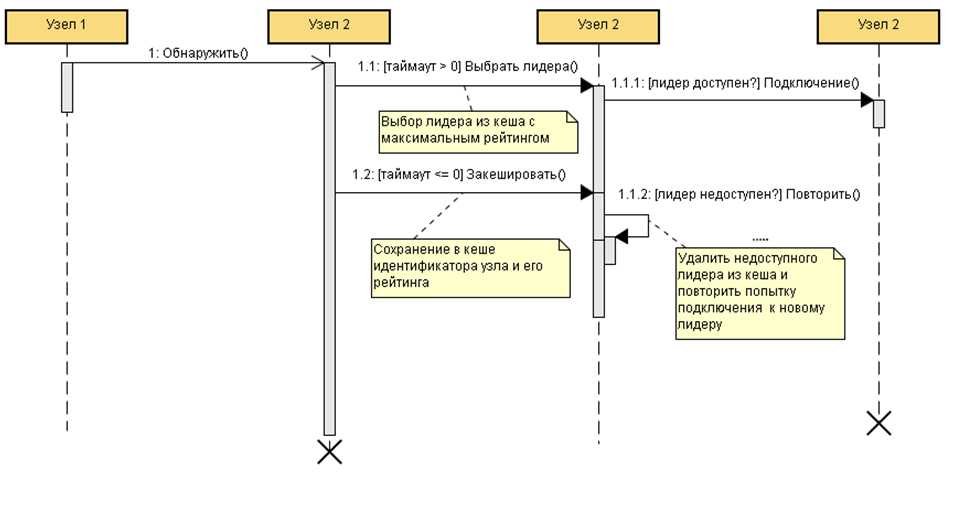 Узел 1
Узел 2
Узел 2
Узел 2
1: Обнаружить()
1.1: [таймаут > 0] Выбрать лидера()
1.1.1: [лидер доступен?] Подключение()
Выбор лидера из кеша с
максимальным рейтингом
1.2: [таймаут <= 0] Закешировать()
1.1.2: [лидер недоступен?] Повторить()
.....
Сохранение в кеше
идентификатора узла и его
рейтинга
Удалить недоступного
лидера из кеша и
повторить попытку
подключения к новому
лидеру